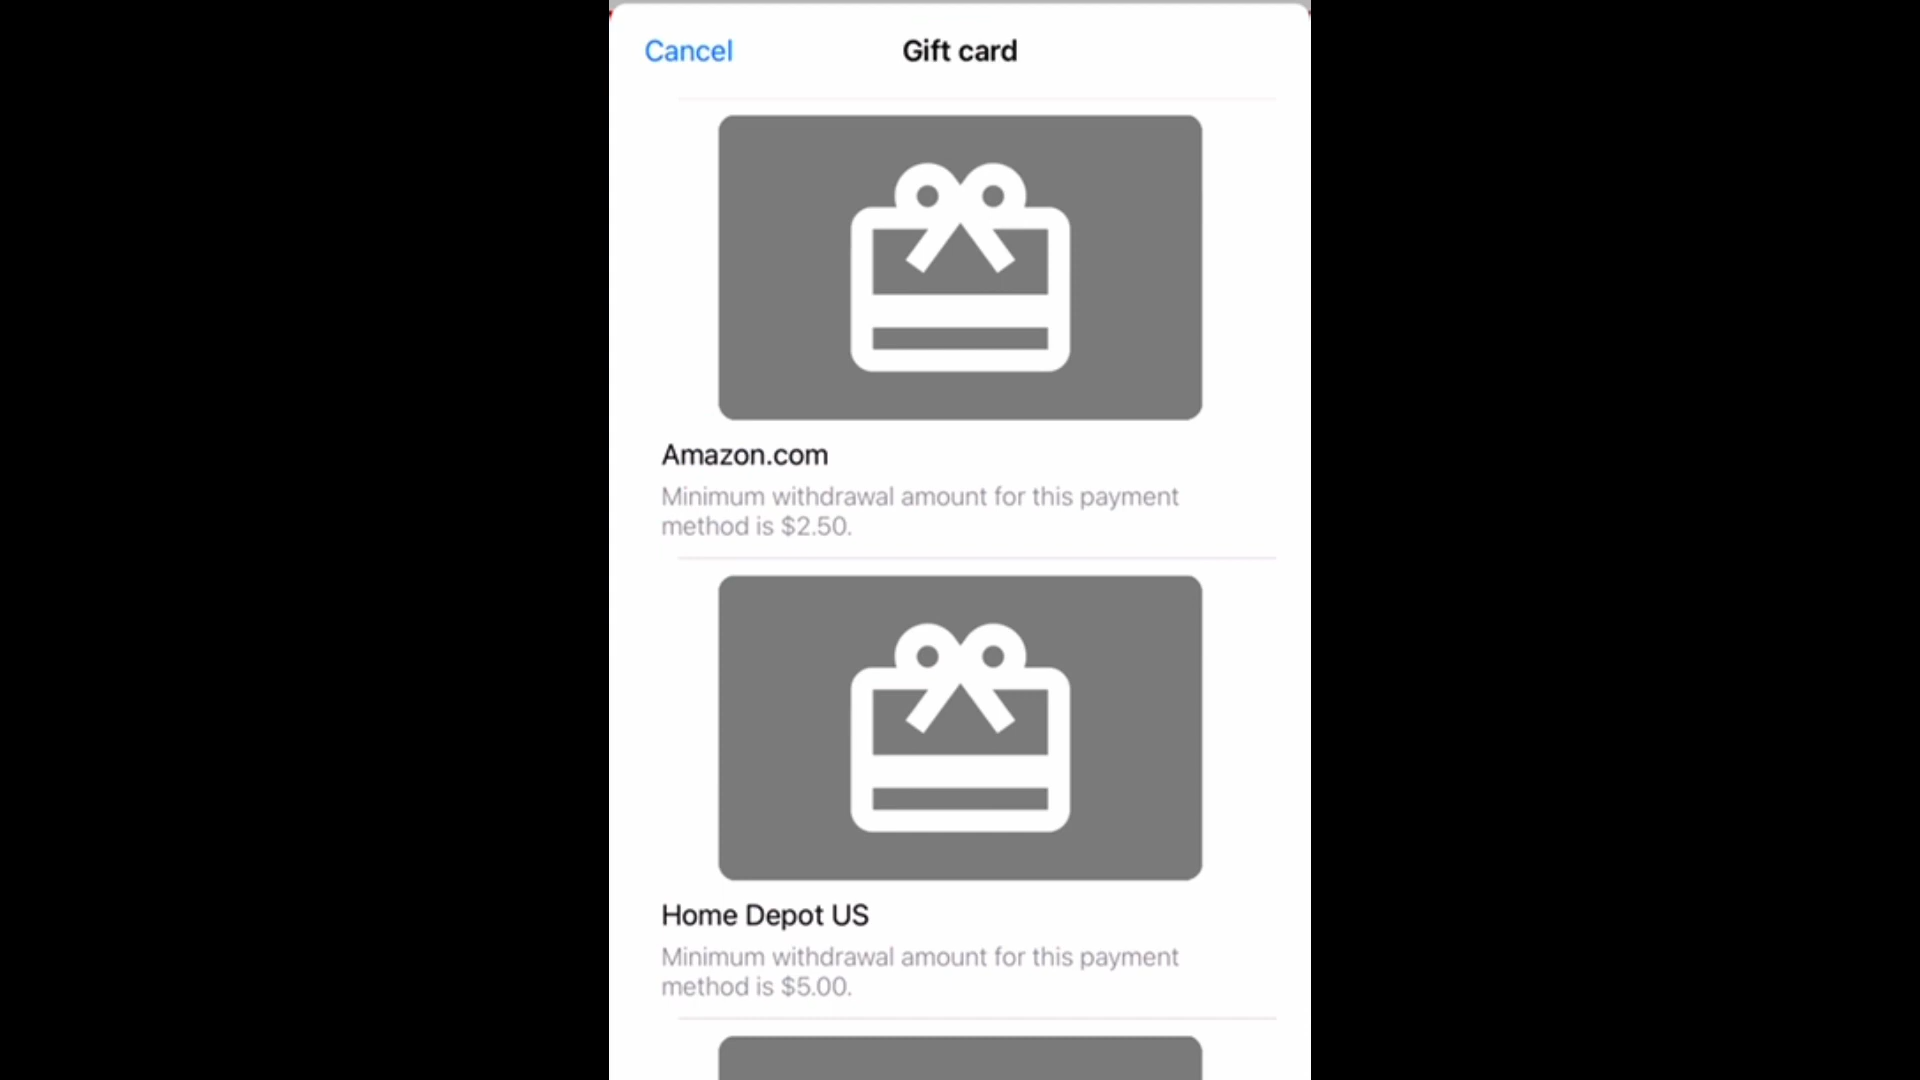 Cancel
Gift card
Amazon.com
Minimum withdrawal amount for this payment
method is $2.50.
Home Depot US
Minimum withdrawal amount for this payment
method is $5.00.